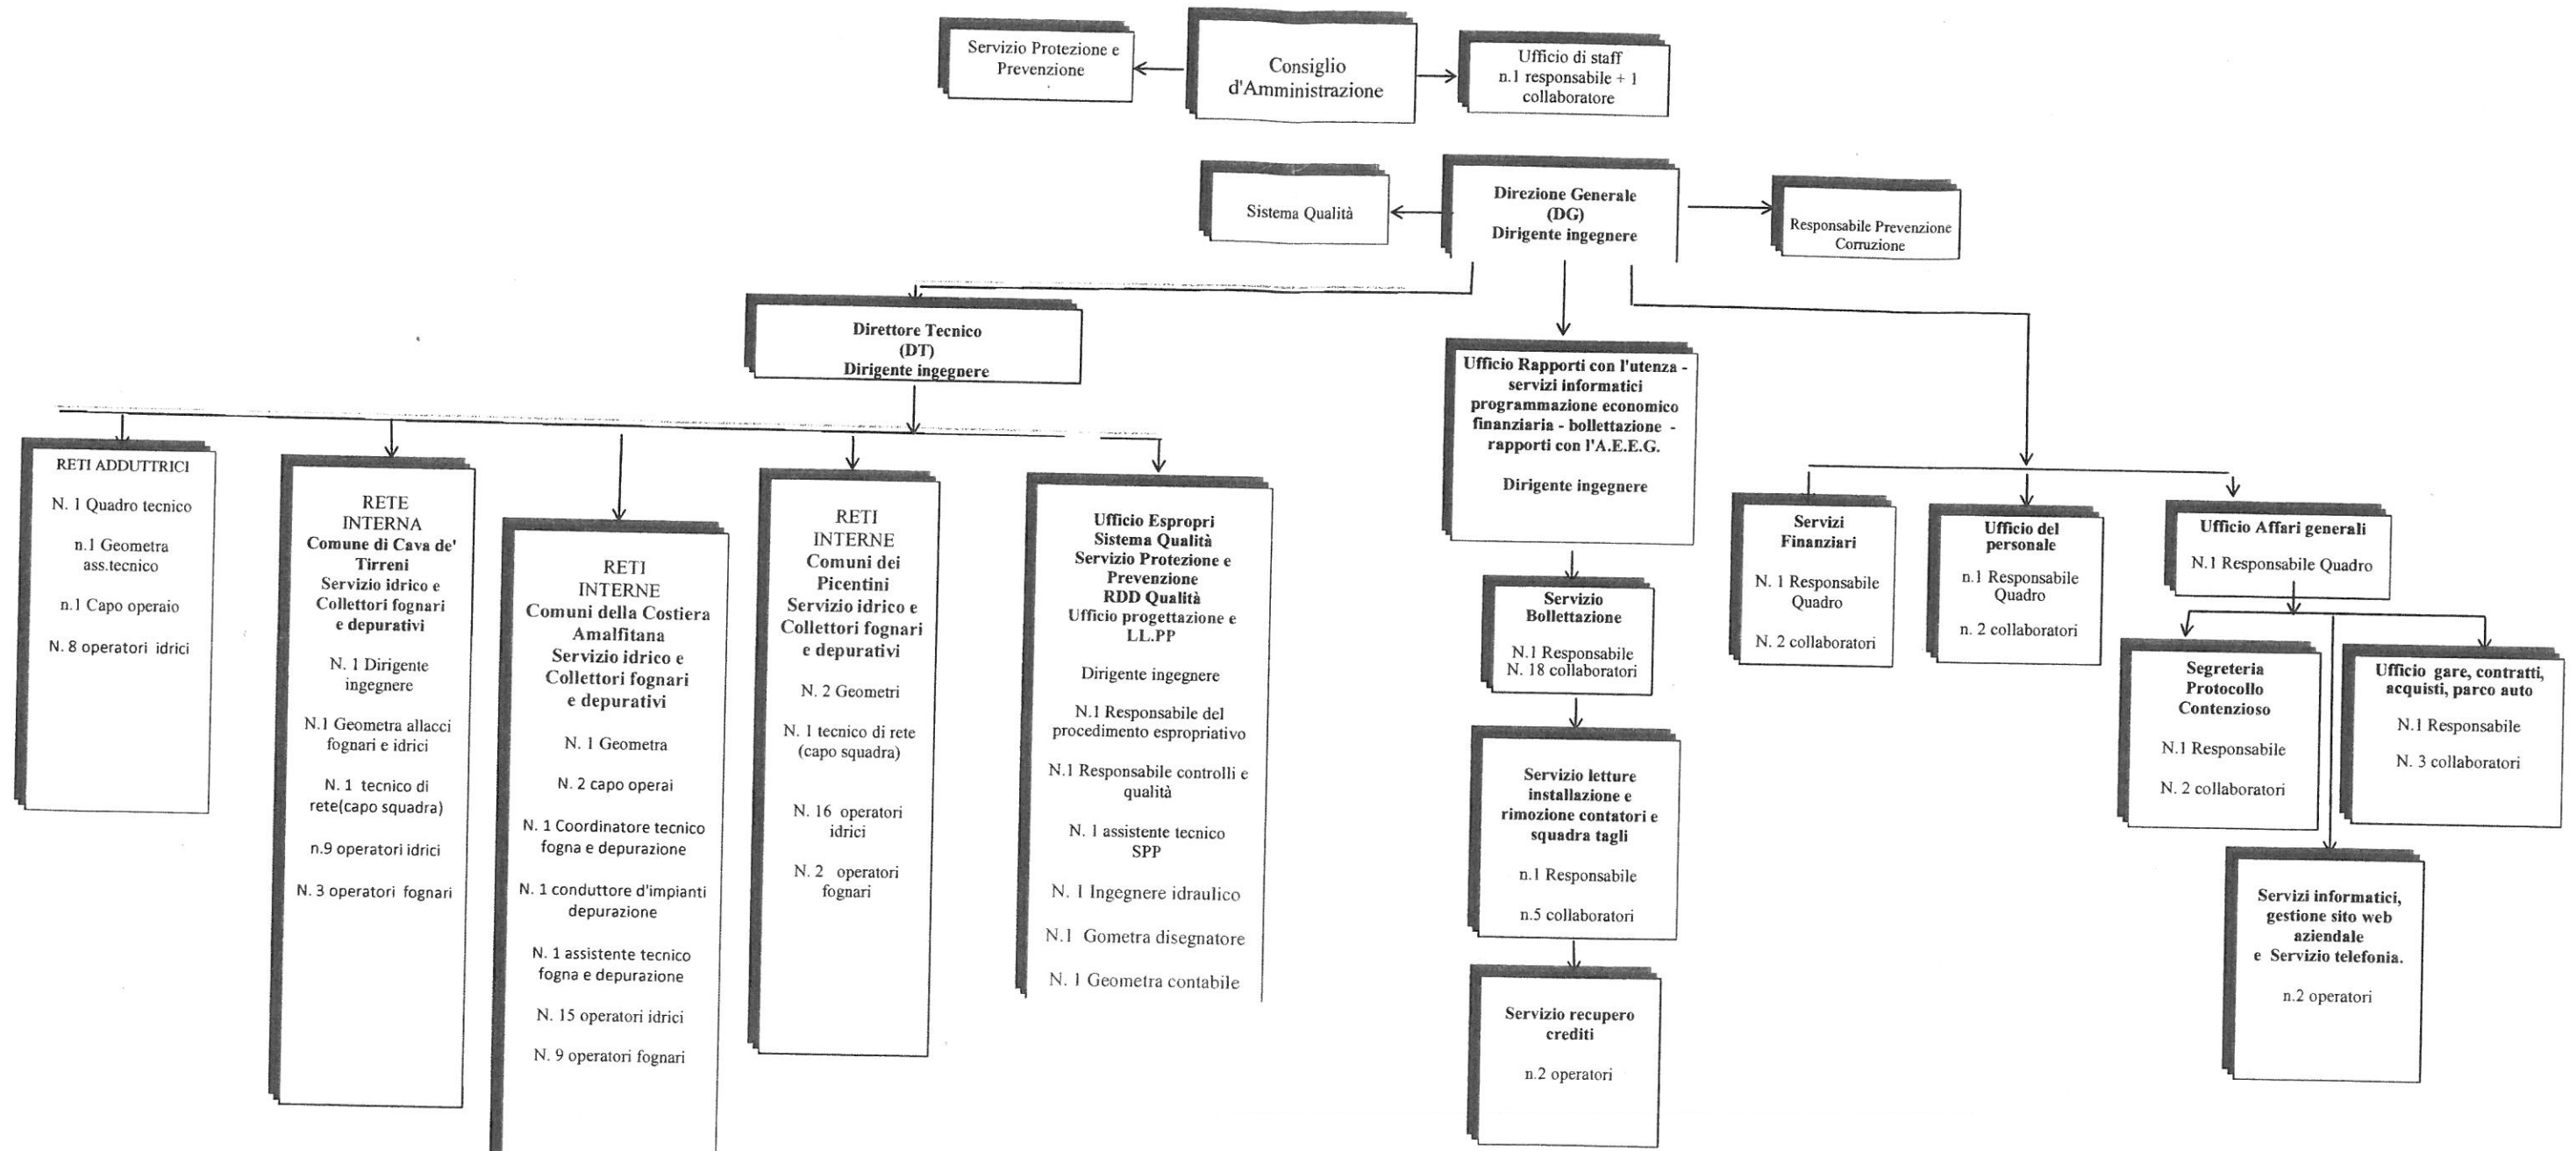 Servizio Protezione e
Prevenzione
Consiglio
d'Amministrazione
Ufficio di staff
n.1 responsabile + 1
collaboratore
Sistema Qualità
Direzione Generale
(DG)
Dirigente ingegnere
Responsabile Prevenzione
Corruzione
Direttore Tecnico
(DT)
Dirigente ingegnere
RETI ADDUTTRICI
N. 1 Quadro tecnico
n.1 Geometra
ass.tecnico
n.1 Capo operaio
N. 8 operatori idrici
RETE
INTERNA
Comune di Cava de'
Tirreni
Servizio idrico e
Collettori fognari
e depurativi
N. 1 Dirigente
ingegnere
N.1 Geometra allacci
fognari e idrici
N. 1 tecnico di
rete(capo squadra)
n.9 operatori idrici
N. 3 operatori fognari
RETI
INTERNE
Comuni della Costiera
Amalfitana
Servizio idrico e
Collettori fognari
e depurativi
N. 1 Geometra
N. 2 capo operai
N. 1 Coordinatore tecnico
fogna e depurazione
N. 1 conduttore d'impianti
depurazione
N. 1 assistente tecnico
fogna e depurazione
N. 15 operatori idrici
N. 9 operatori fognari
RETI
INTERNE
Comuni dei
Picentini
Servizio idrico e
Collettori fognari
e depurativi
N. 2 Geometri
N. 1 tecnico di rete
(capo squadra)
N. 16 operatori
idrici
N. 2 operatori
fognari
Ufficio Espropri
Sistema Qualità
Servizio Protezione e
Prevenzione
RDD Qualità
Ufficio progettazione e
LL.PP
Dirigente ingegnere
N.1 Responsabile del
procedimento espropriativo
N.1 Responsabile controlli e
qualità
N. 1 assistente tecnico
SPP
N. 1 Ingegnere idraulico
N.1 Gometra disegnatore
N. 1 Geometra contabile
Ufficio Rapporti con l'utenza -
servizi informatici
programmazione economico
finanziaria - bollettazione -
rapporti con l'A.E.E.G.
Dirigente ingegnere
Servizio
Bollettazione
N.1 Responsabile
N. 18 collaboratori
Servizio letture
installazione e
rimozione contatori e
squadra tagli
n.1 Responsabile
n.5 collaboratori
Servizio recupero
crediti
n.2 operatori
Servizi
Finanziari
N. 1 Responsabile
Quadro
N. 2 collaboratori
Ufficio del
personale
n.1 Responsabile
Quadro
n. 2 collaboratori
Ufficio Affari generali
N.1 Responsabile Quadro
Segreteria
Protocollo
Contenzioso
N.1 Responsabile
N. 2 collaboratori
Ufficio gare, contratti,
acquisti, parco auto
N.1 Responsabile
N. 3 collaboratori
Servizi informatici,
gestione sito web
aziendale
e Servizio telefonia.
n.2 operatori